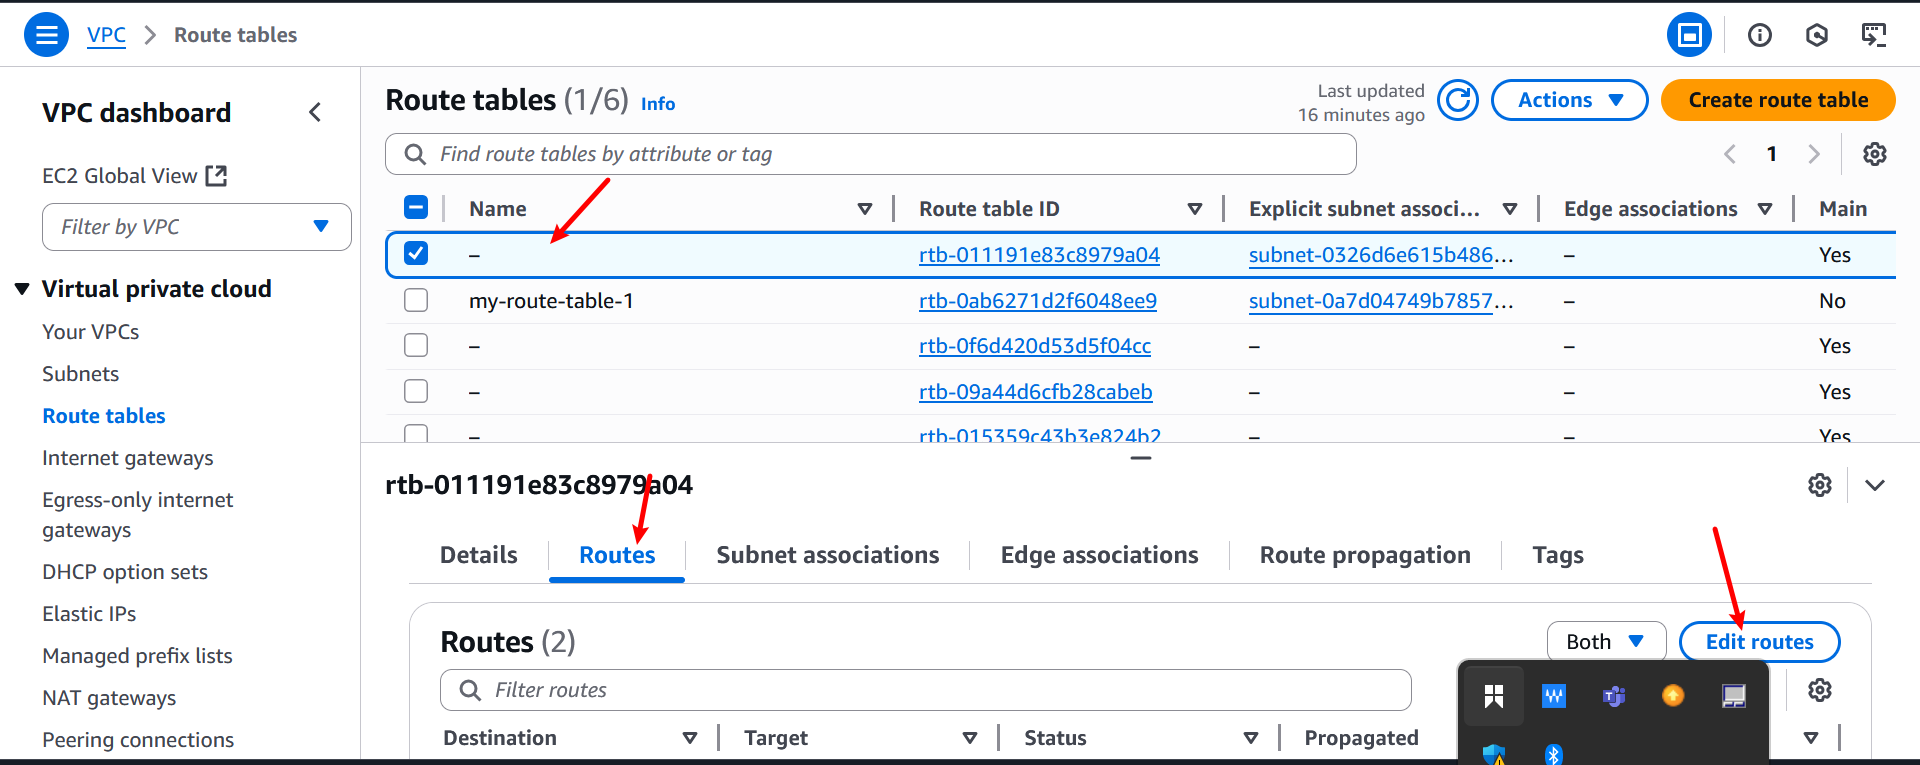 VPC > Route tables
VPC dashboard
EC2 Global View
Filter by VPC
Virtual private cloud
Your VPCs
Subnets
Route tables
Internet gateways
Egress-only internet
gateways
DHCP option sets
Elastic IPs
Managed prefix lists
NAT gateways
Peering connections
Route tables (1/6) Info
Last updated
16 minutes ago
Actions
Create route table
Find route tables by attribute or tag
1
Name Route table ID Explicit subnet associ... Edge associations Main
– rtb-011191e83c8979a04 subnet-0326d6e615b486... – Yes
my-route-table-1 rtb-0ab6271d2f6048ee9 subnet-0a7d04749b7857... – No
– rtb-0f6d420d53d5f04cc – – Yes
– rtb-09a44d6cfb28cabeb – – Yes
– rtb-015359c43b3e824b2 – – Yes
rtb-011191e83c8979a04
Details Routes Subnet associations Edge associations Route propagation Tags
Routes (2)
Both
Edit routes
Filter routes
Destination Target Status Propagated